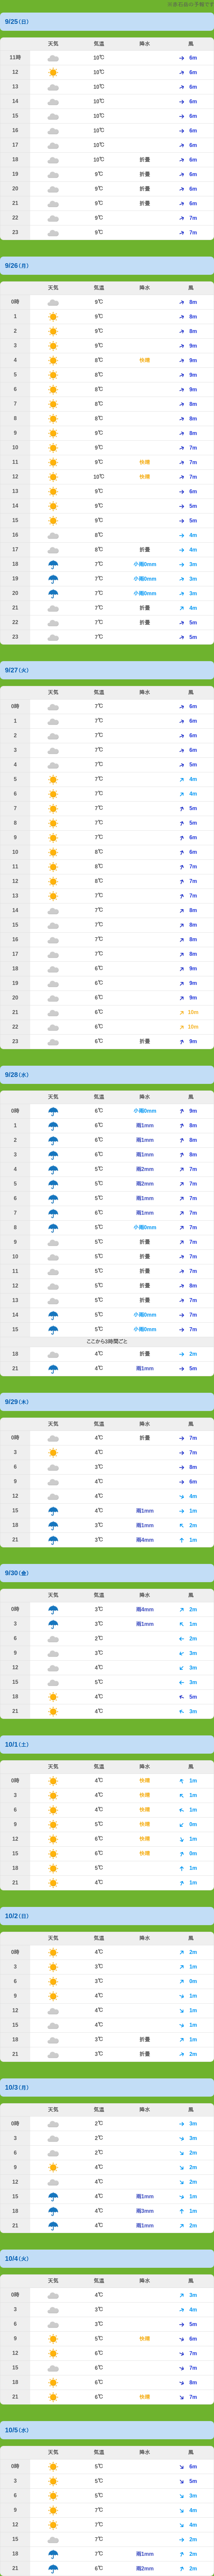 9/25(日)
天気 気温 降水 風
11時 10℃ 6m
12 10℃ 6m
13 10℃ 6m
14 10℃ 6m
15 10℃ 6m
16 10℃ 6m
17 10℃ 6m
18 10℃ 折畳 6m
19 9℃ 折畳 6m
20 9℃ 折畳 6m
21 9℃ 折畳 6m
22 9℃ 7m
23 9℃ 7m
9/26(月)
天気 気温 降水 風
0時 9℃ 8m
1 9℃ 8m
2 9℃ 8m
3 9℃ 9m
4 8℃ 快晴 9m
5 8℃ 9m
6 8℃ 9m
7 8℃ 8m
8 8℃ 8m
9 9℃ 8m
10 9℃ 7m
11 9℃ 快晴 7m
12 10℃ 快晴 7m
13 9℃ 6m
14 9℃ 5m
15 9℃ 5m
16 8℃ 4m
17 8℃ 折畳 4m
18 7℃ 小雨0mm 3m
19 7℃ 小雨0mm 3m
20 7℃ 小雨0mm 3m
21 7℃ 折畳 4m
22 7℃ 折畳 5m
23 7℃ 5m
9/27(火)
天気 気温 降水 風
0時 7℃ 6m
1 7℃ 6m
2 7℃ 6m
3 7℃ 6m
4 7℃ 5m
5 7℃ 4m
6 7℃ 4m
7 7℃ 5m
8 7℃ 5m
9 7℃ 6m
10 8℃ 6m
11 8℃ 7m
12 8℃ 7m
13 7℃ 7m
14 7℃ 8m
15 7℃ 8m
16 7℃ 8m
17 7℃ 8m
18 6℃ 9m
19 6℃ 9m
20 6℃ 9m
21 6℃ 10m
22 6℃ 10m
23 6℃ 折畳 9m
9/28(水)
天気 気温 降水 風
0時 6℃ 小雨0mm 9m
1 6℃ 雨1mm 8m
2 6℃ 雨1mm 8m
3 6℃ 雨1mm 8m
4 5℃ 雨2mm 7m
5 5℃ 雨2mm 7m
6 5℃ 雨1mm 7m
7 6℃ 雨1mm 7m
8 5℃ 小雨0mm 7m
9 5℃ 折畳 7m
10 5℃ 折畳 7m
11 5℃ 折畳 7m
12 5℃ 折畳 8m
13 5℃ 折畳 7m
14 5℃ 小雨0mm 7m
15 5℃ 小雨0mm 7m
ここから3時間ごと
18 4℃ 折畳 2m
21 4℃ 雨1mm 5m
9/29(木)
天気 気温 降水 風
0時 4℃ 折畳 7m
3 4℃ 7m
6 3℃ 8m
9 4℃ 6m
12 4℃ 4m
15 4℃ 雨1mm 1m
18 3℃ 雨1mm 2m
21 3℃ 雨4mm 1m
9/30(金)
天気 気温 降水 風
0時 3℃ 雨4mm 2m
3 3℃ 雨1mm 1m
6 2℃ 2m
9 3℃ 3m
12 4℃ 3m
15 5℃ 3m
18 4℃ 5m
21 4℃ 3m
10/1(土)
天気 気温 降水 風
0時 4℃ 快晴 1m
3 4℃ 快晴 1m
6 4℃ 快晴 1m
9 5℃ 快晴 0m
12 6℃ 快晴 1m
15 6℃ 快晴 0m
18 5℃ 1m
21 4℃ 1m
10/2(日)
天気 気温 降水 風
0時 4℃ 2m
3 3℃ 1m
6 3℃ 0m
9 4℃ 1m
12 4℃ 1m
15 4℃ 1m
18 3℃ 折畳 1m
21 3℃ 折畳 2m
10/3(月)
天気 気温 降水 風
0時 2℃ 3m
3 2℃ 3m
6 2℃ 2m
9 4℃ 2m
12 4℃ 2m
15 4℃ 雨1mm 1m
18 4℃ 雨3mm 1m
21 4℃ 雨1mm 2m
10/4(火)
天気 気温 降水 風
0時 4℃ 3m
3 3℃ 4m
6 3℃ 5m
9 5℃ 快晴 6m
12 6℃ 7m
15 6℃ 7m
18 6℃ 8m
21 6℃ 快晴 7m
10/5(水)
天気 気温 降水 風
0時 5℃ 6m
3 5℃ 5m
6 5℃ 3m
9 7℃ 4m
12 7℃ 4m
15 7℃ 2m
18 7℃ 雨1mm 2m
21 6℃ 雨2mm 2m